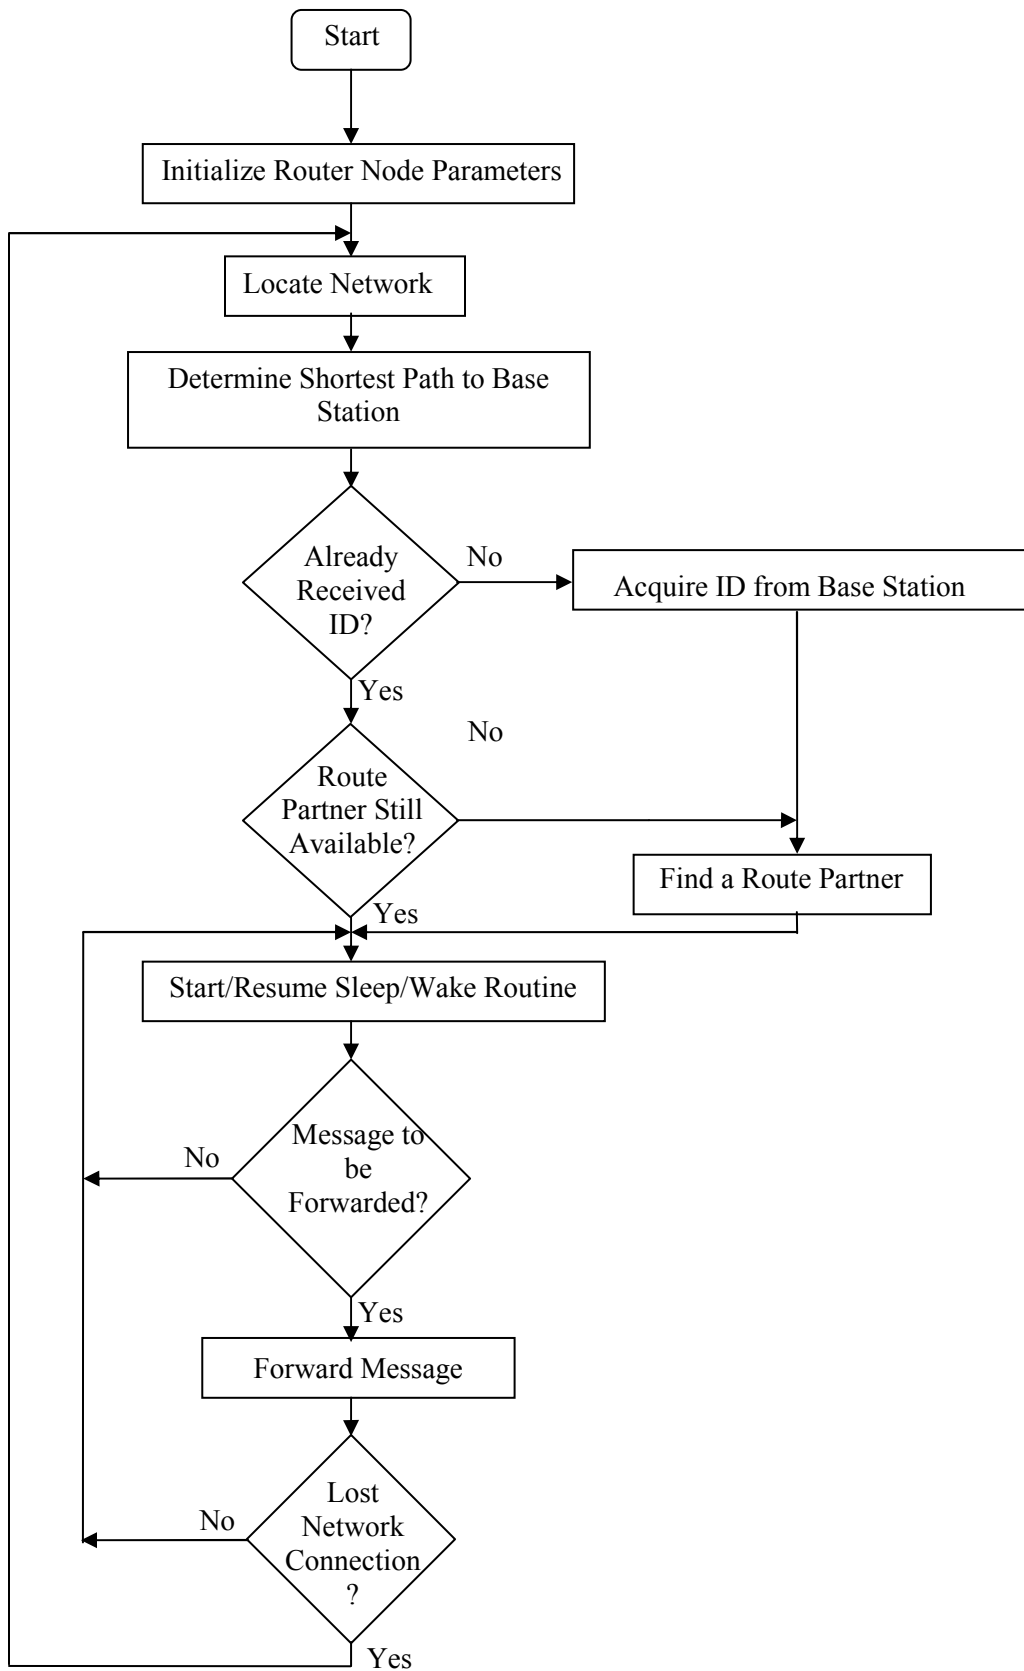 Start
Initialize Router Node Parameters
Locate Network
Determine Shortest Path to Base
Station
Already
Received
ID?
No
Acquire ID from Base Station
Yes
No
Route
Partner Still
Available?
Find a Route Partner
Yes
Start/Resume Sleep/Wake Routine
Message to
be
Forwarded?
No
Yes
Forward Message
Lost
Network
Connection
?
No
Yes